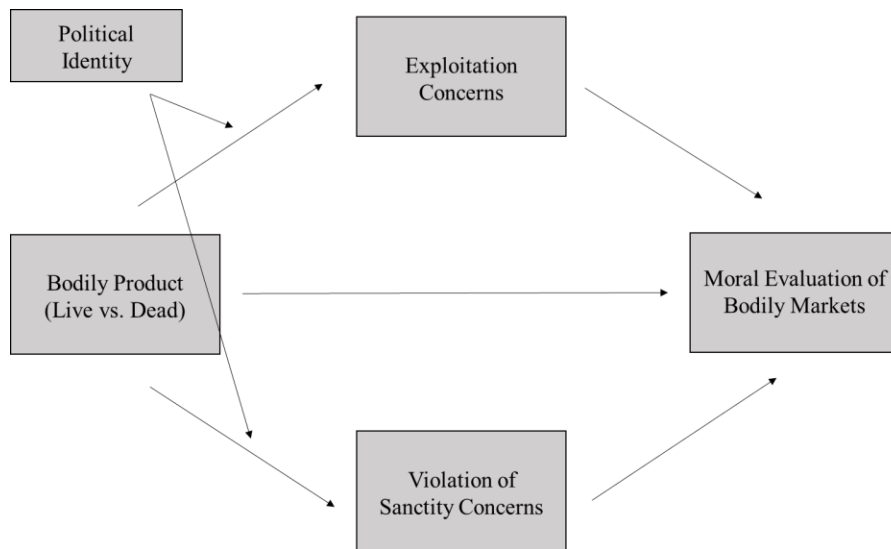 Political
Identity
Exploitation
Concerns
Bodily Product
(Live vs. Dead)
Moral Evaluation of
Bodily Markets
Violation of
Sanctity Concerns